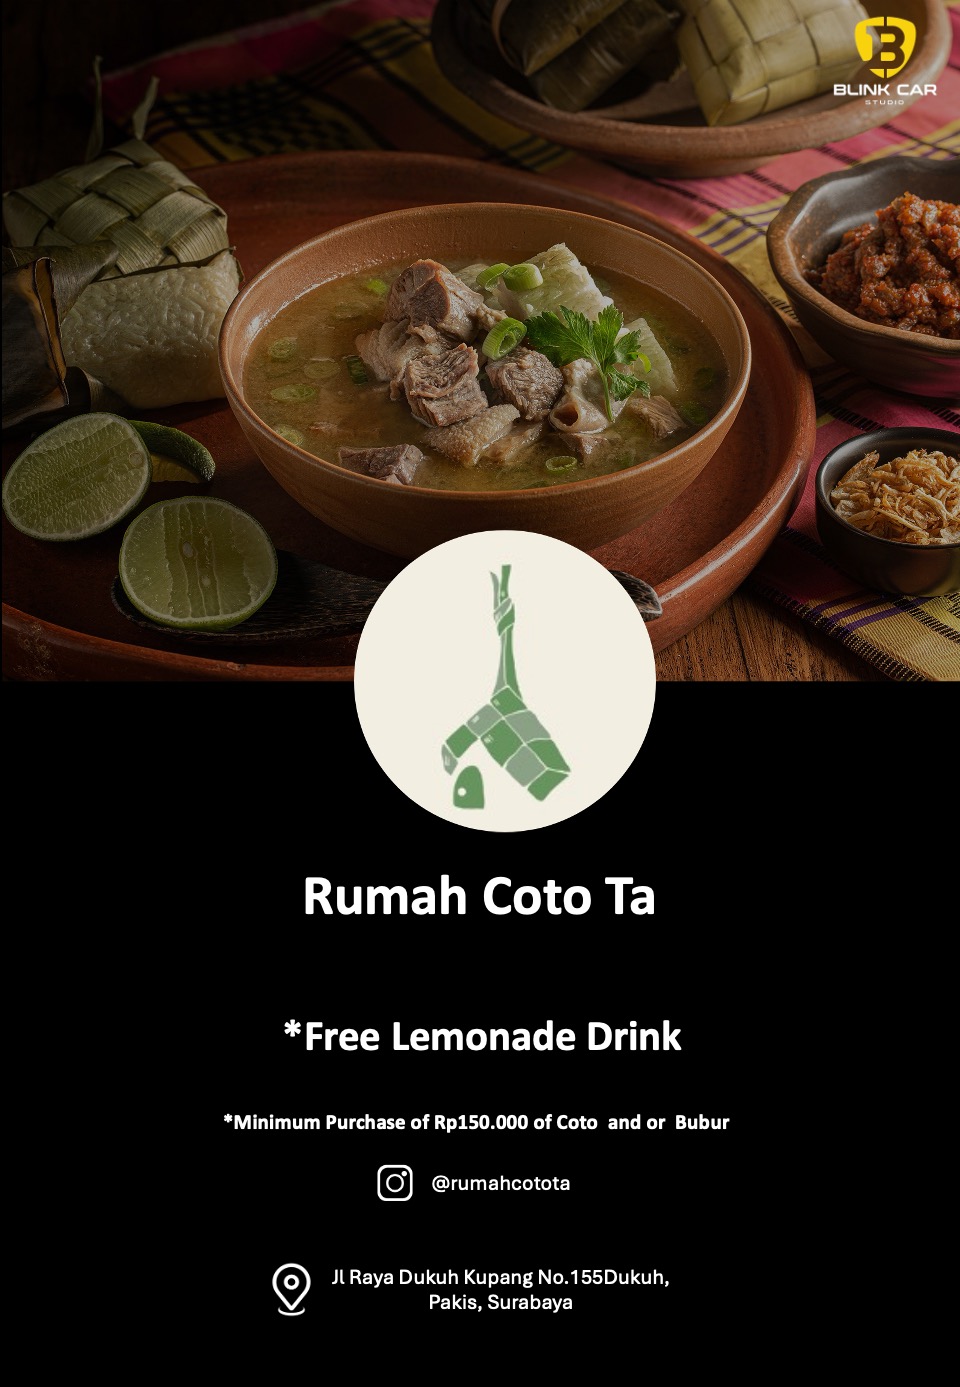 BLINK CAR
STUDIO
Rumah Coto Ta
*Free Lemonade Drink
*Minimum Purchase of Rp150.000 of Coto  and or  Bubur
@rumahcotota
Jl Raya Dukuh Kupang No.155Dukuh,
Pakis, Surabaya